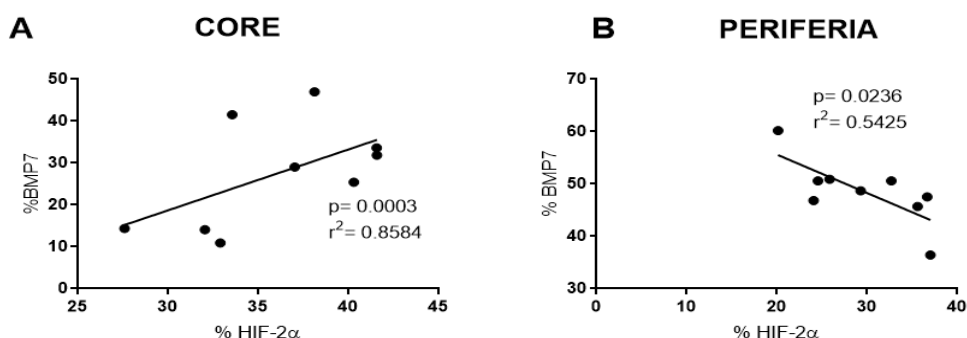 A
CORE
50
40
30
20
10
0
%BMP7
25
30
35
40
45
% HIF-2α
p= 0.0003
r²= 0.8584
B
PERIFERIA
70
60
50
40
30
% BMP7
0
10
20
30
40
% HIF-2α
p= 0.0236
r²= 0.5425